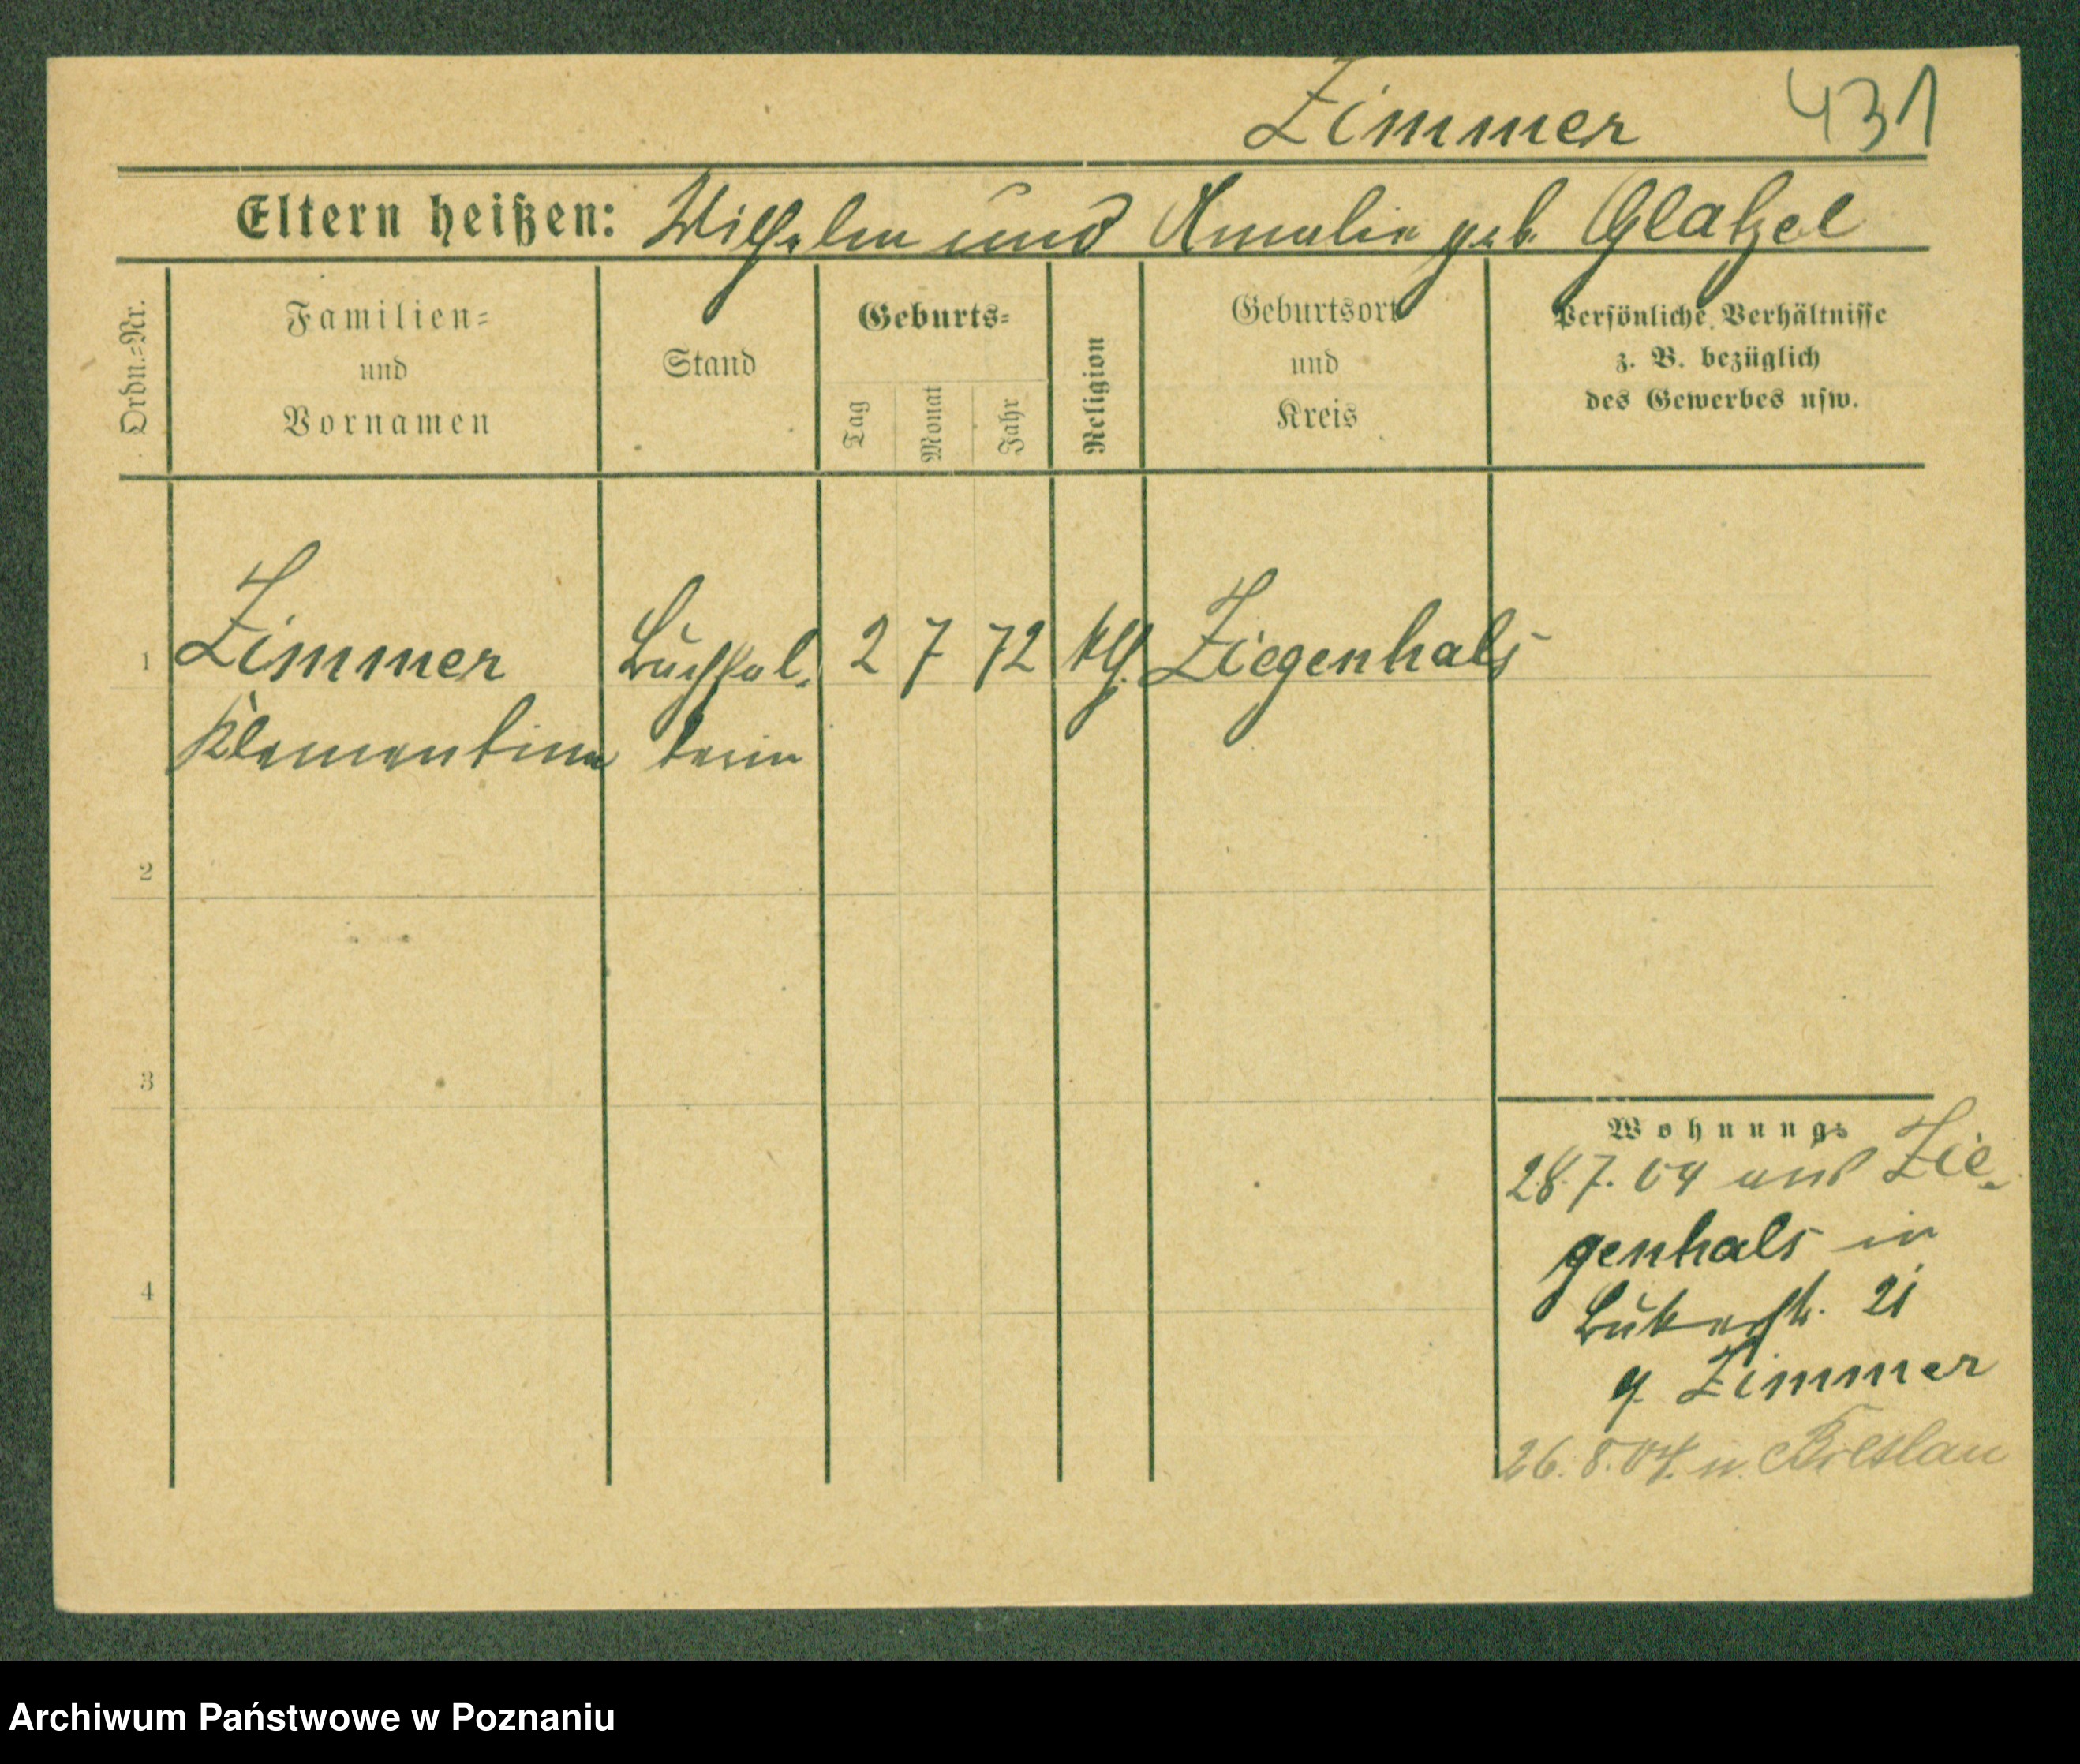 Zimmer 431
Eltern heißen: Wilhelm und Amalie geb. Glatzel
Ordn.=Nr.
Familien=
und
Vornamen
Stand
Geburts=
Tag
Monat
Jahr
Religion
Geburtsort
und
Kreis
Persönliche Verhältnisse
z. B. bezüglich
des Gewerbes usw.
1 Zimmer Buchhal. 2 7 72 kth. Ziegenhals
Klementine terin
2
3
4
Wohnung:
28.7.04 aus Zie-
genhals in
Bukerstr. 21
q. Zimmer
26.8.04. n. Breslau
Archiwum Państwowe w Poznaniu